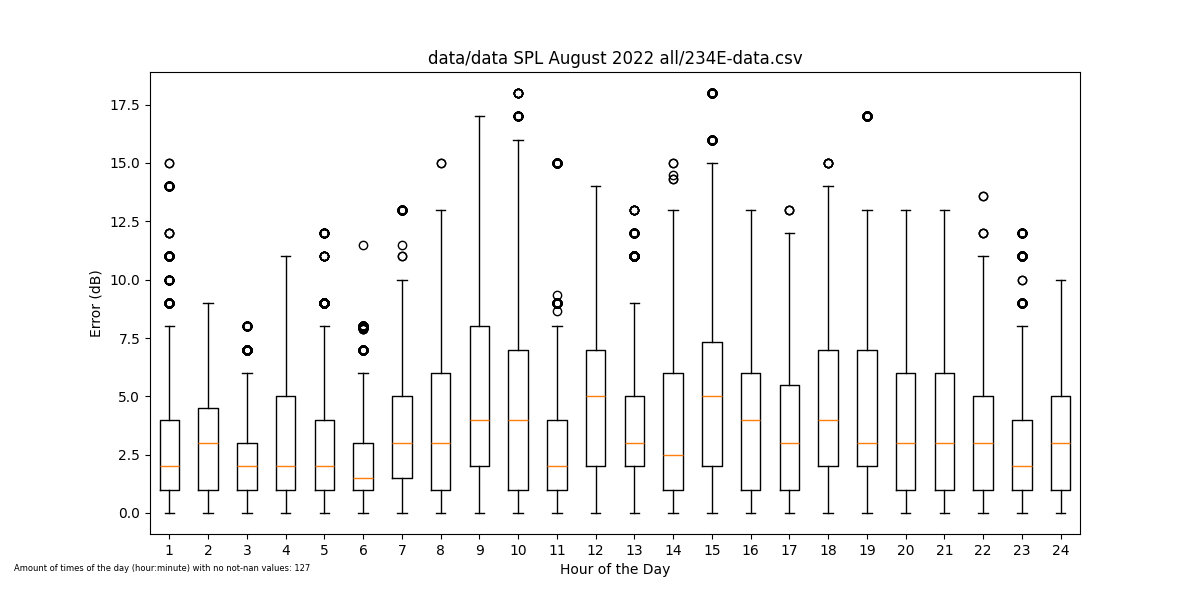 data/data SPL August 2022 all/234E-data.csv
17.5
15.0
12.5
10.0
7.5
5.0
2.5
0.0
Error (dB)
1 2 3 4 5 6 7 8 9 10 11 12 13 14 15 16 17 18 19 20 21 22 23 24
Hour of the Day
Amount of times of the day (hour:minute) with no not-nan values: 127